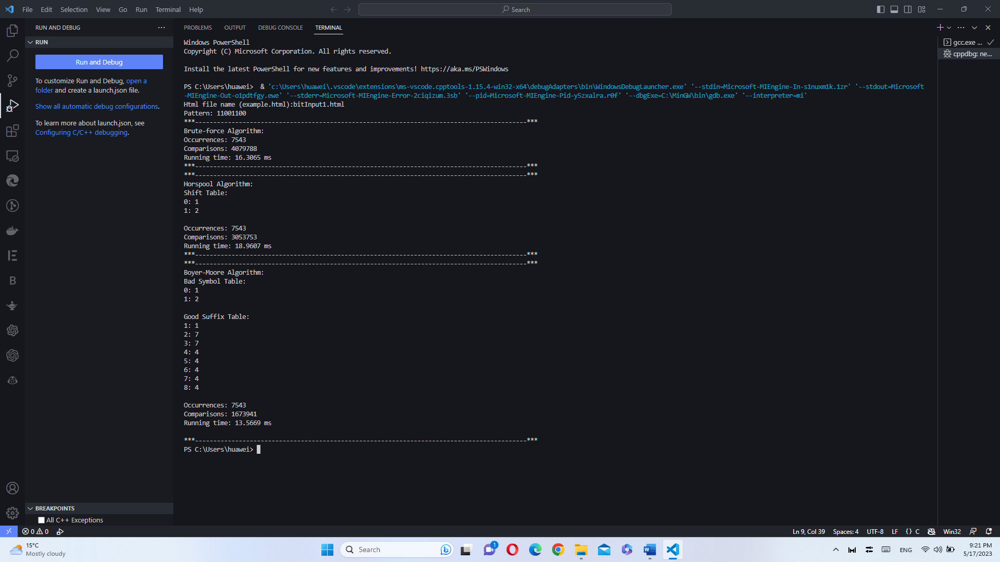 File Edit Selection View Go Run Terminal Help
Search
RUN AND DEBUG
RUN
Run and Debug
To customize Run and Debug, open a
folder and create a launch.json file.
Show all automatic debug configurations.
To learn more about launch.json, see
Configuring C/C++ debugging.
BREAKPOINTS
All C++ Exceptions
PROBLEMS OUTPUT DEBUG CONSOLE TERMINAL
Windows PowerShell
Copyright (C) Microsoft Corporation. All rights reserved.
Install the latest PowerShell for new features and improvements! https://aka.ms/PSWindows
PS C:\Users\huawei>  & 'c:\Users\huawei\.vscode\extensions\ms-vscode.cpptools-1.15.4-win32-x64\debugAdapters\bin\WindowsDebugLauncher.exe' '--stdin=Microsoft-MIEngine-In-s1nuxm1k.1zr' '--stdout=Microsoft
-MIEngine-Out-o1pdtfgy.ewe' '--stderr=Microsoft-MIEngine-Error-2ciqizum.3sb' '--pid=Microsoft-MIEngine-Pid-y5zxalra.r0f' '--dbgExe=C:\MinGW\bin\gdb.exe' '--interpreter=mi'
Html file name (example.html):bitInput1.html
Pattern: 11001100
***-------------------------------------------------------------------------------------------***
Brute-force Algorithm:
Occurrences: 7543
Comparisons: 4079788
Running time: 16.3065 ms
***-------------------------------------------------------------------------------------------***
***-------------------------------------------------------------------------------------------***
Horspool Algorithm:
Shift Table:
0: 1
1: 2
Occurrences: 7543
Comparisons: 3053753
Running time: 18.9607 ms
***-------------------------------------------------------------------------------------------***
***-------------------------------------------------------------------------------------------***
Boyer-Moore Algorithm:
Bad Symbol Table:
0: 1
1: 2
Good Suffix Table:
1: 1
2: 7
3: 7
4: 4
5: 4
6: 4
7: 4
8: 4
Occurrences: 7543
Comparisons: 1673941
Running time: 13.5669 ms
***-------------------------------------------------------------------------------------------***
PS C:\Users\huawei>
gcc.exe ...
cppdbg: ne...
0 0
Ln 9, Col 39 Spaces: 4 UTF-8 LF {} C Win32
15°C
Mostly cloudy
Search
1
ENG
9:21 PM
5/17/2023